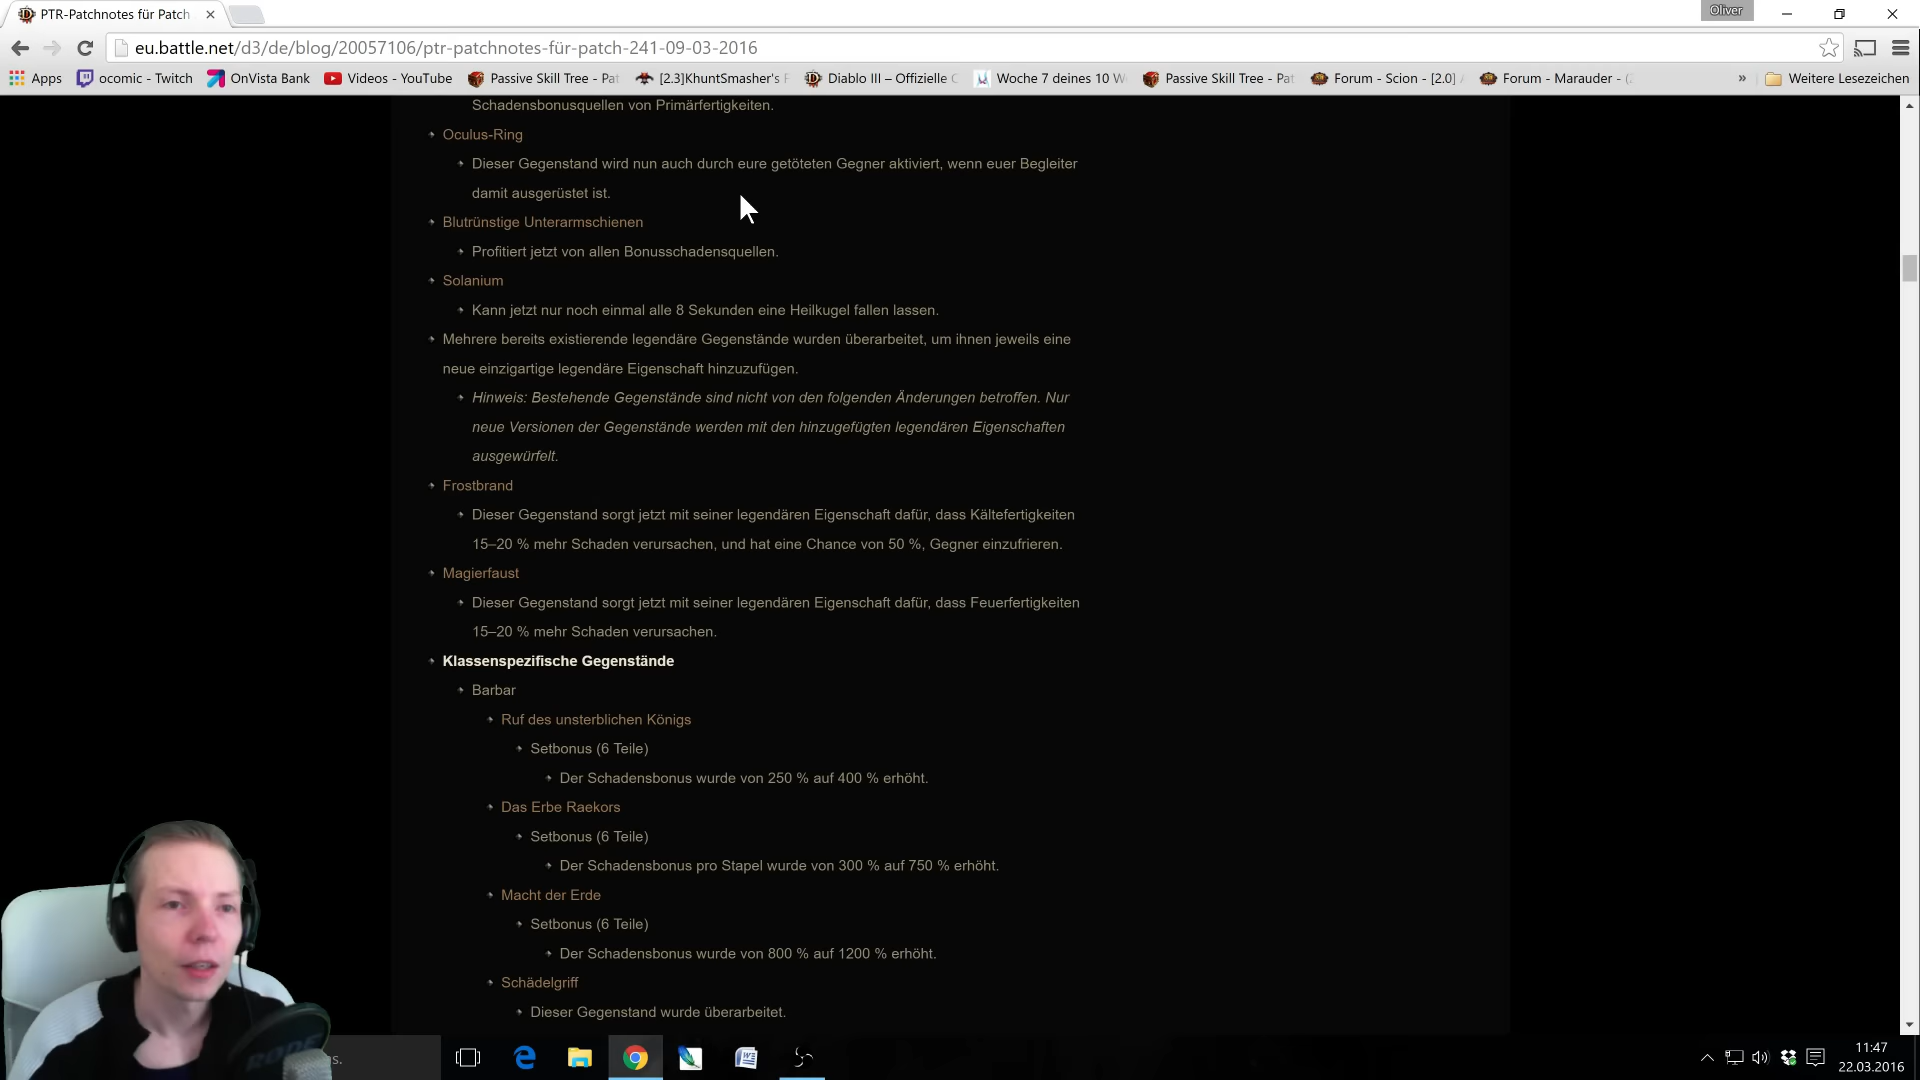 PTR-Patchnotes für Patch
Oliver
eu.battle.net/d3/de/blog/20057106/ptr-patchnotes-für-patch-241-09-03-2016
Apps ocomic - Twitch OnVista Bank Videos - YouTube Passive Skill Tree - Pat [2.3]KhuntSmasher's Diablo III – Offizielle Woche 7 deines 10 W Passive Skill Tree - Pat Forum - Scion - [2.0] Forum - Marauder - » Weitere Lesezeichen
Schadensbonusquellen von Primärfertigkeiten.
Oculus-Ring
Dieser Gegenstand wird nun auch durch eure getöteten Gegner aktiviert, wenn euer Begleiter
damit ausgerüstet ist.
Blutrünstige Unterarmschienen
Profitiert jetzt von allen Bonusschadensquellen.
Solanium
Kann jetzt nur noch einmal alle 8 Sekunden eine Heilkugel fallen lassen.
Mehrere bereits existierende legendäre Gegenstände wurden überarbeitet, um ihnen jeweils eine
neue einzigartige legendäre Eigenschaft hinzuzufügen.
Hinweis: Bestehende Gegenstände sind nicht von den folgenden Änderungen betroffen. Nur
neue Versionen der Gegenstände werden mit den hinzugefügten legendären Eigenschaften
ausgewürfelt.
Frostbrand
Dieser Gegenstand sorgt jetzt mit seiner legendären Eigenschaft dafür, dass Kältefertigkeiten
15–20 % mehr Schaden verursachen, und hat eine Chance von 50 %, Gegner einzufrieren.
Magierfaust
Dieser Gegenstand sorgt jetzt mit seiner legendären Eigenschaft dafür, dass Feuerfertigkeiten
15–20 % mehr Schaden verursachen.
Klassenspezifische Gegenstände
Barbar
Ruf des unsterblichen Königs
Setbonus (6 Teile)
Der Schadensbonus wurde von 250 % auf 400 % erhöht.
Das Erbe Raekors
Setbonus (6 Teile)
Der Schadensbonus pro Stapel wurde von 300 % auf 750 % erhöht.
Macht der Erde
Setbonus (6 Teile)
Der Schadensbonus wurde von 800 % auf 1200 % erhöht.
Schädelgriff
Dieser Gegenstand wurde überarbeitet.
11:47
22.03.2016